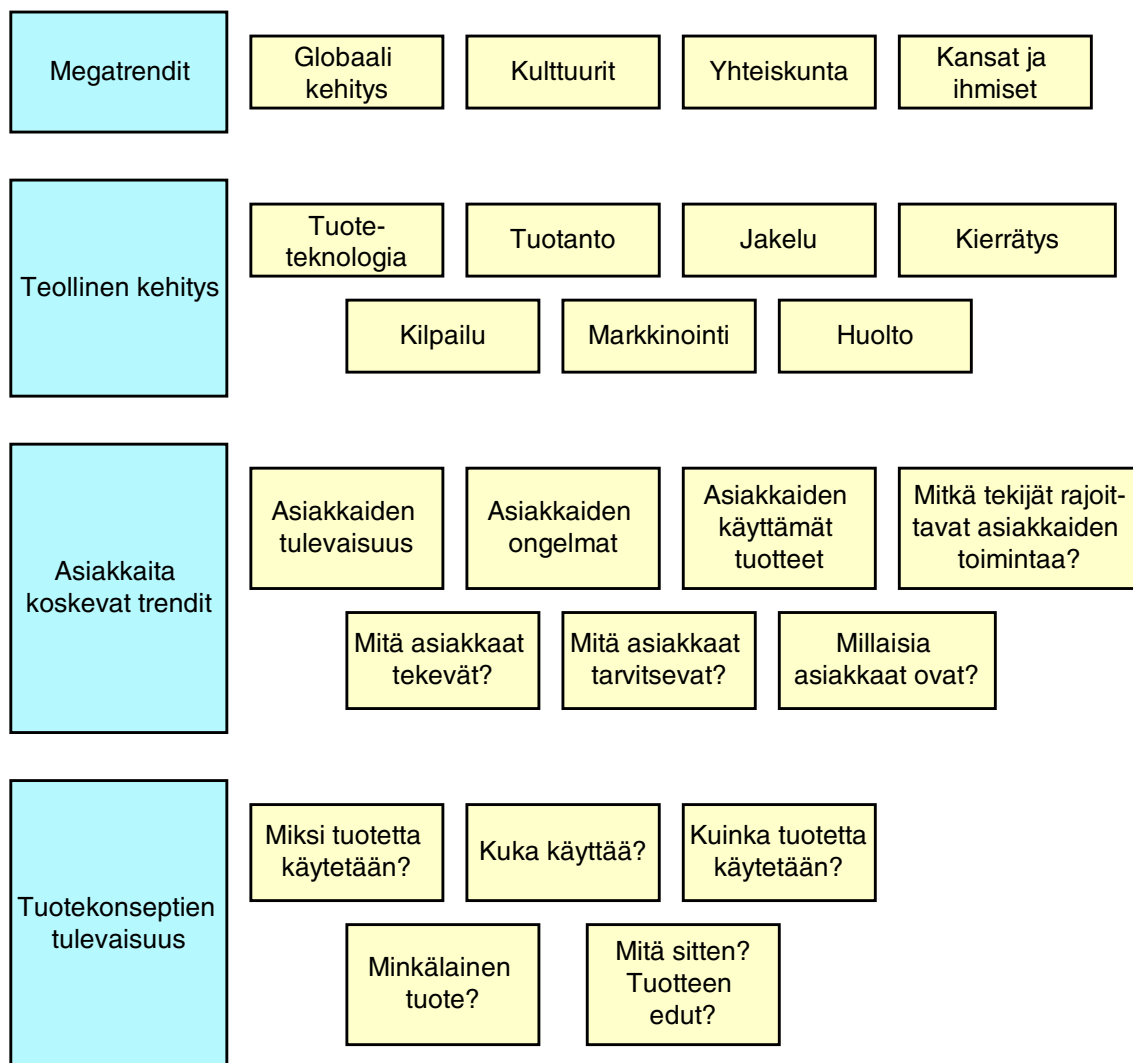 Megatrendit
Globaali
kehitys
Kulttuurit
Yhteiskunta
Kansat ja
ihmiset
Teollinen kehitys
Tuote-
teknologia
Tuotanto
Jakelu
Kierrätys
Kilpailu
Markkinointi
Huolto
Asiakkaita
koskevat trendit
Asiakkaiden
tulevaisuus
Asiakkaiden
ongelmat
Asiakkaiden
käyttämät
tuotteet
Mitkä tekijät rajoit-
tavat asiakkaiden
toimintaa?
Mitä asiakkaat
tekevät?
Mitä asiakkaat
tarvitsevat?
Millaisia
asiakkaat ovat?
Tuotekonseptien
tulevaisuus
Miksi tuotetta
käytetään?
Kuka käyttää?
Kuinka tuotetta
käytetään?
Minkälainen
tuote?
Mitä sitten?
Tuotteen
edut?